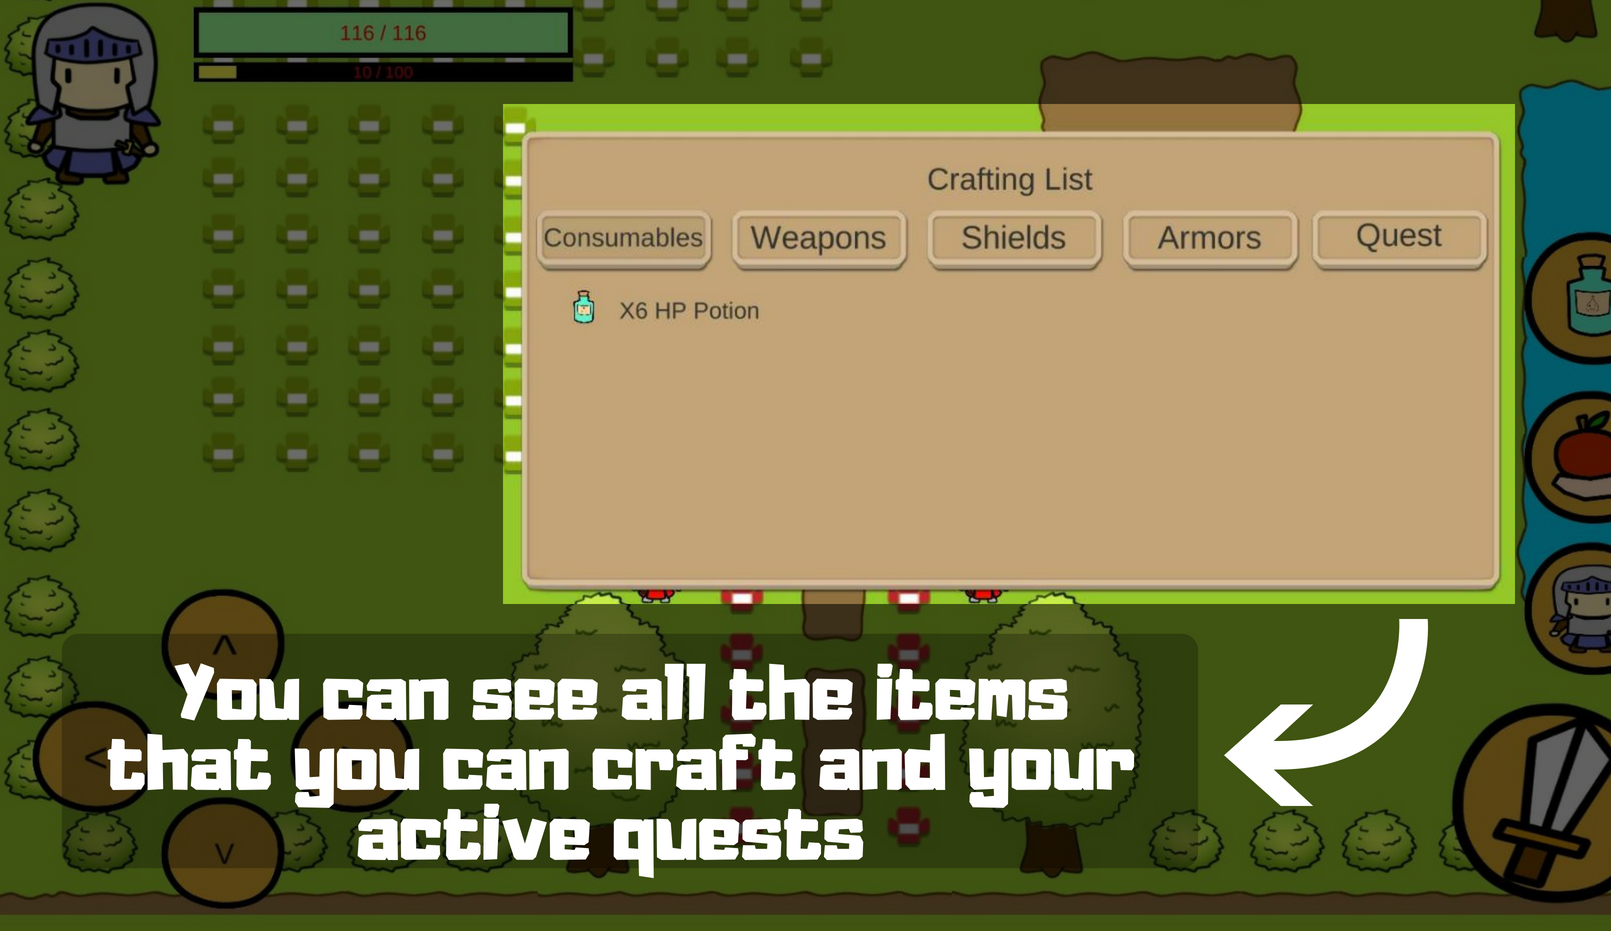 116 / 116
10 / 100
Crafting List
Consumables Weapons Shields Armors Quest
X6 HP Potion
^
<
v
You can see all the items
that you can craft and your
active quests